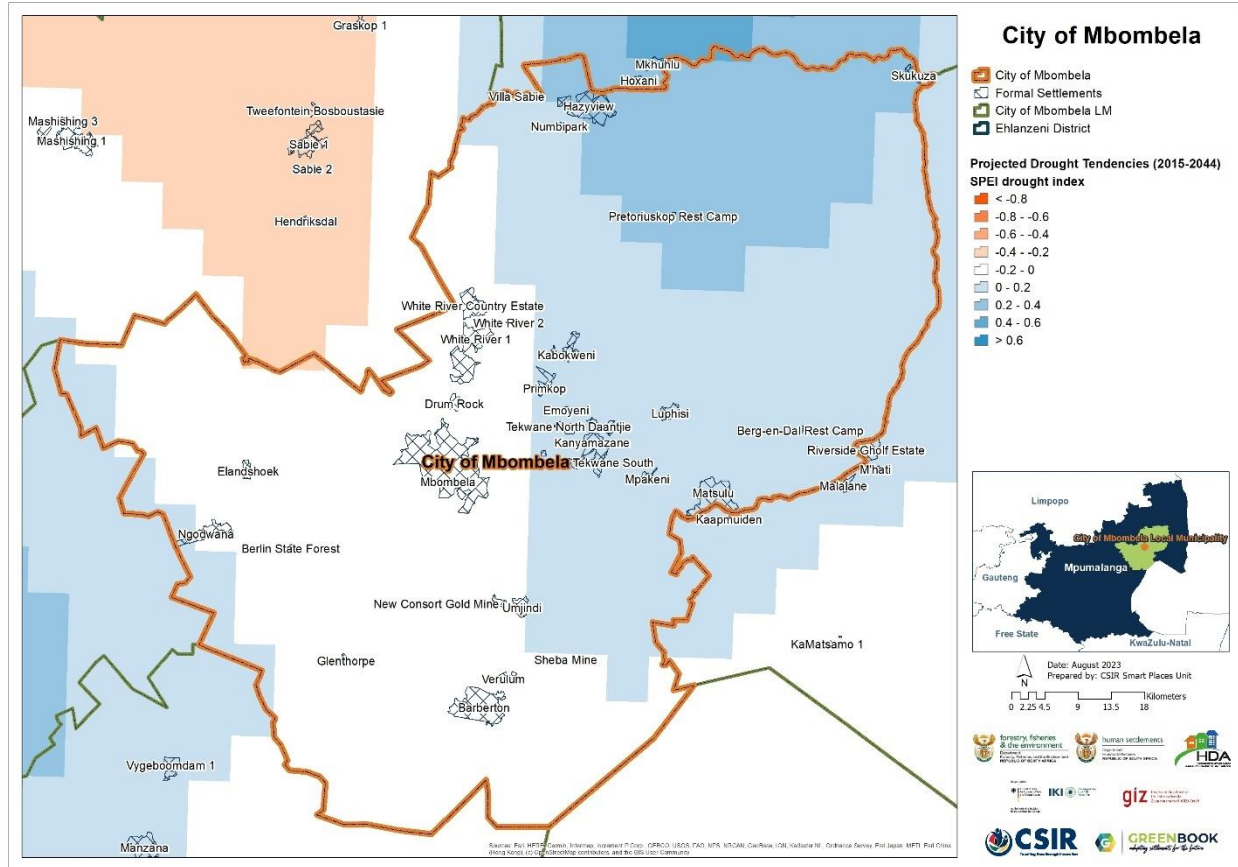 Graskop 1
Mkhuhlu
Hoxani
Skukuza
Villa Sabie
Hazyview
Numbipark
Tweefontein Bosboustasie
Mashishing 3
Mashishing 1
Sabie 1
Sabie 2
Hendriksdal
Pretoriuskop Rest Camp
White River Country Estate
White River 2
White River 1
Kabokweni
Primkop
Drum Rock
Emoyeni
Luphisi
Tekwane North Daantjie
Kanyamazane
Berg-en-Dal Rest Camp
Riverside Gholf Estate
City of Mbombela
Tekwane South
M'hati
Elandshoek
Mbombela
Mpakeni
Malalane
Matsulu
Kaapmuiden
Ngodwana
Berlin State Forest
New Consort Gold Mine
Umjindi
KaMatsamo 1
Glenthorpe
Sheba Mine
Verulum
Barberton
Vygeboomdam 1
Manzana
City of Mbombela
City of Mbombela
Formal Settlements
City of Mbombela LM
Ehlanzeni District
Projected Drought Tendencies (2015-2044)
SPEI drought index
< -0.8
-0.8 - -0.6
-0.6 - -0.4
-0.4 - -0.2
-0.2 - 0
0 - 0.2
0.2 - 0.4
0.4 - 0.6
> 0.6
Limpopo
City of Mbombela Local Municipality
Mpumalanga
Gauteng
Free State
KwaZulu-Natal
N
Date: August 2023
Prepared by: CSIR Smart Places Unit
Kilometers
0 2.25 4.5 9 13.5 18
forestry, fisheries
& the environment
REPUBLIC OF SOUTH AFRICA
human settlements
REPUBLIC OF SOUTH AFRICA
HDA
IKI
giz
CSIR
GREENBOOK